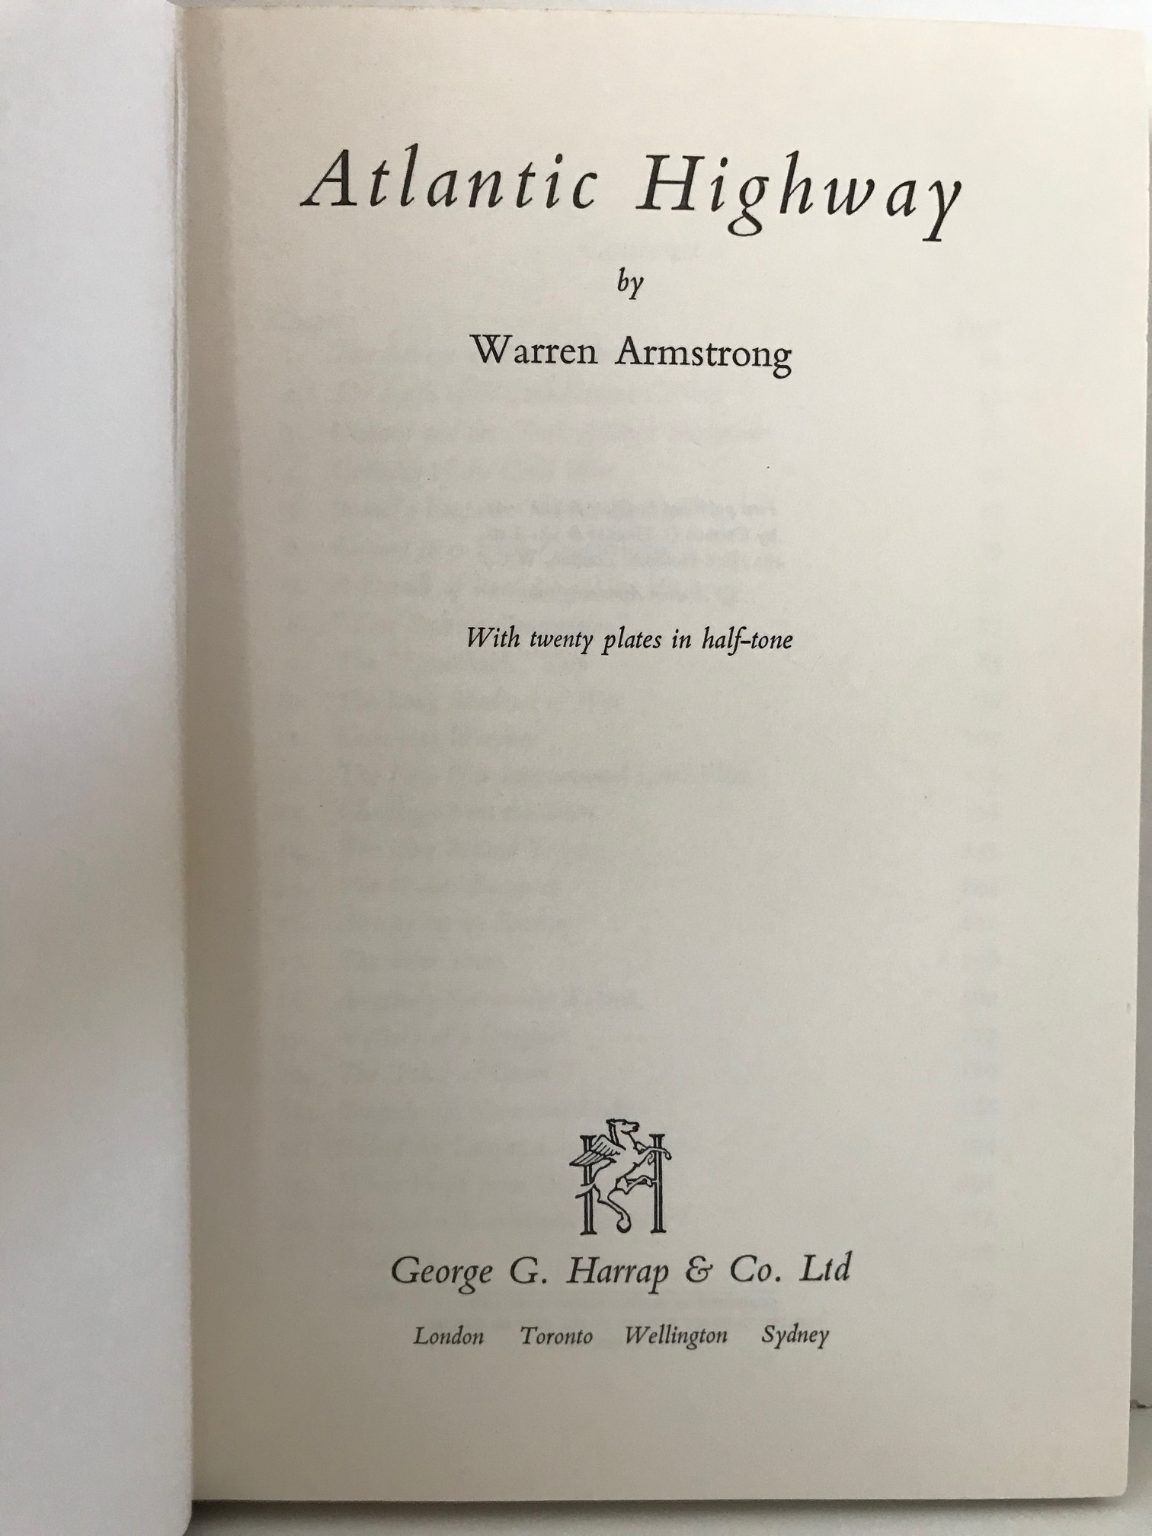 Atlantic Highway
by
Warren Armstrong
With twenty plates in half-tone
George G. Harrap & Co. Ltd
London Toronto Wellington Sydney